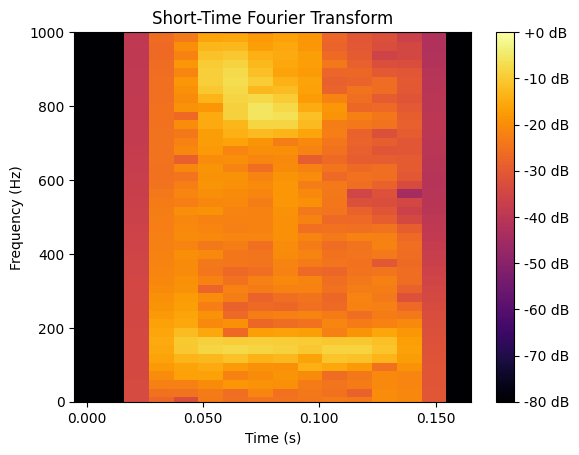 Short-Time Fourier Transform
1000
800
600
400
200
0
Frequency (Hz)
0.000
0.050
0.100
0.150
Time (s)
+0 dB
-10 dB
-20 dB
-30 dB
-40 dB
-50 dB
-60 dB
-70 dB
-80 dB